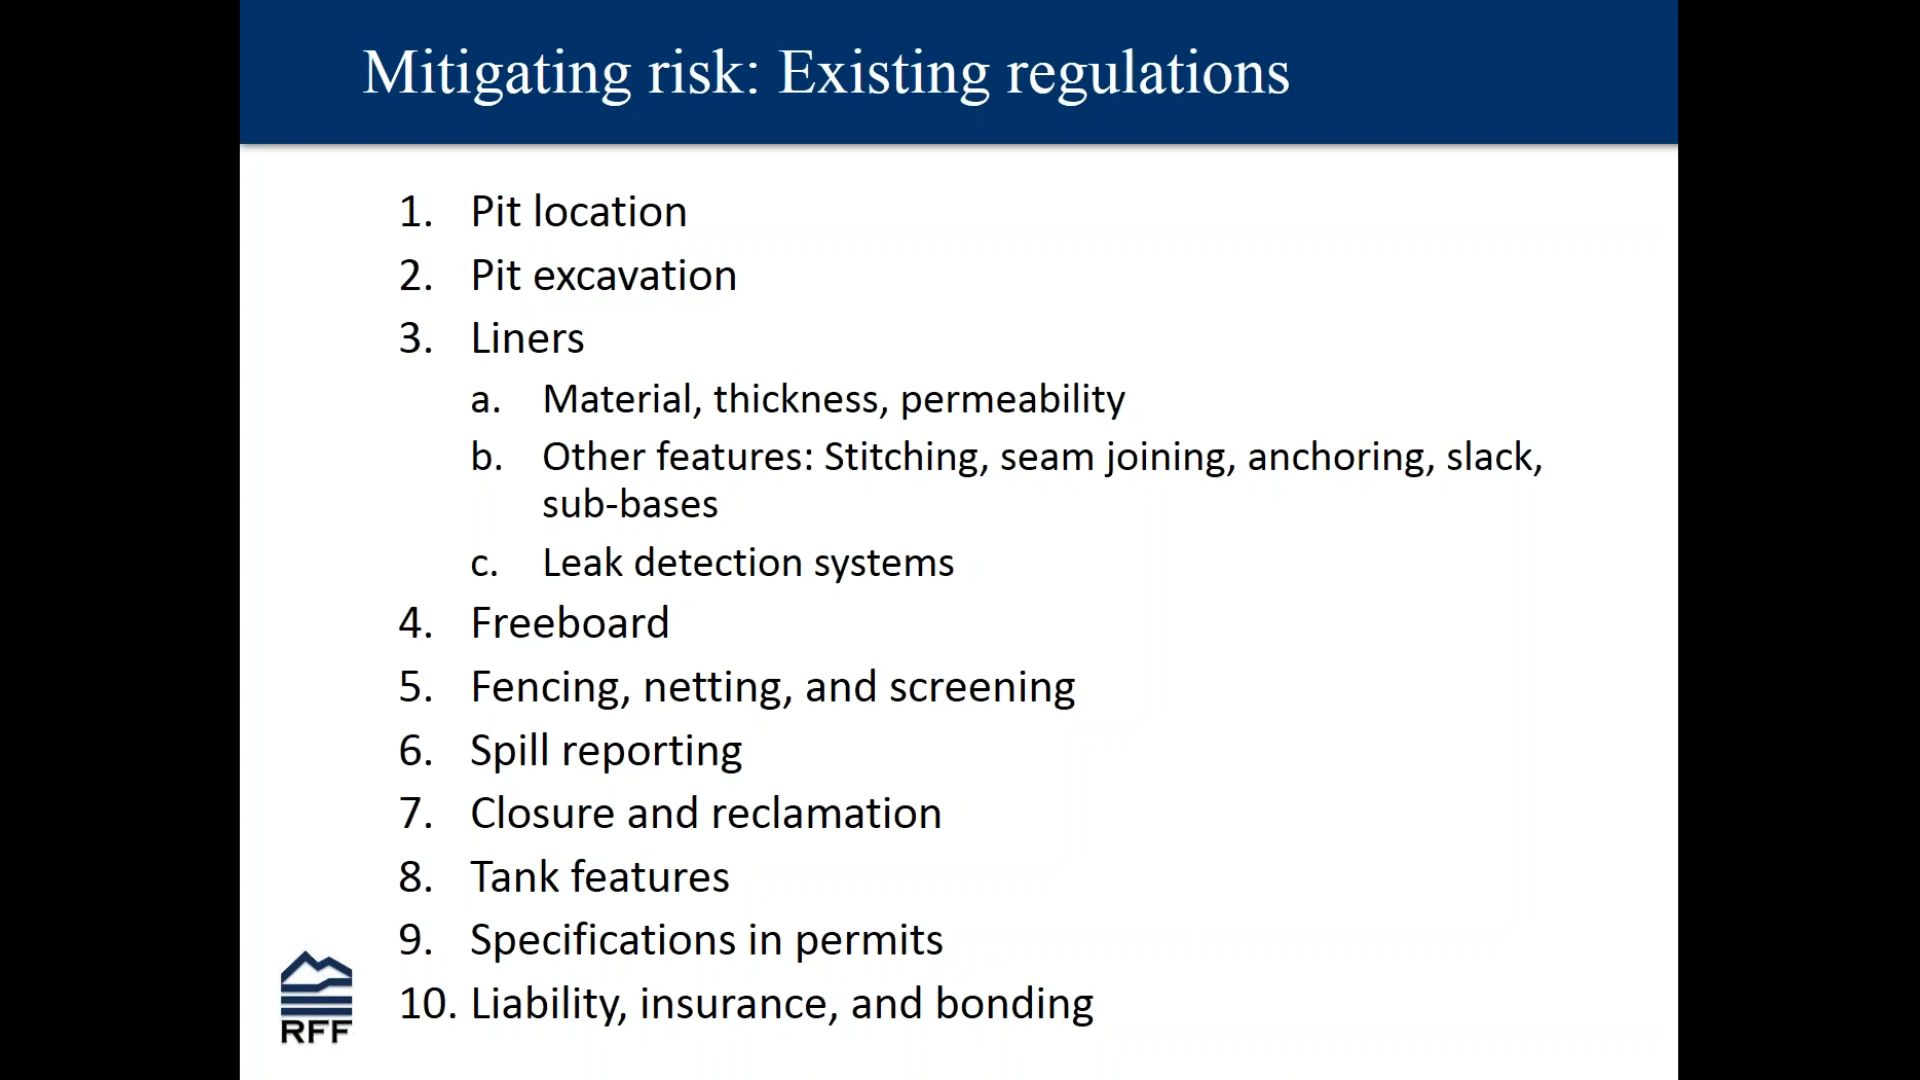 Mitigating risk: Existing regulations
1. Pit location
2. Pit excavation
3. Liners
a. Material, thickness, permeability
b. Other features: Stitching, seam joining, anchoring, slack,
sub-bases
c. Leak detection systems
4. Freeboard
5. Fencing, netting, and screening
6. Spill reporting
7. Closure and reclamation
8. Tank features
9. Specifications in permits
10. Liability, insurance, and bonding
RFF